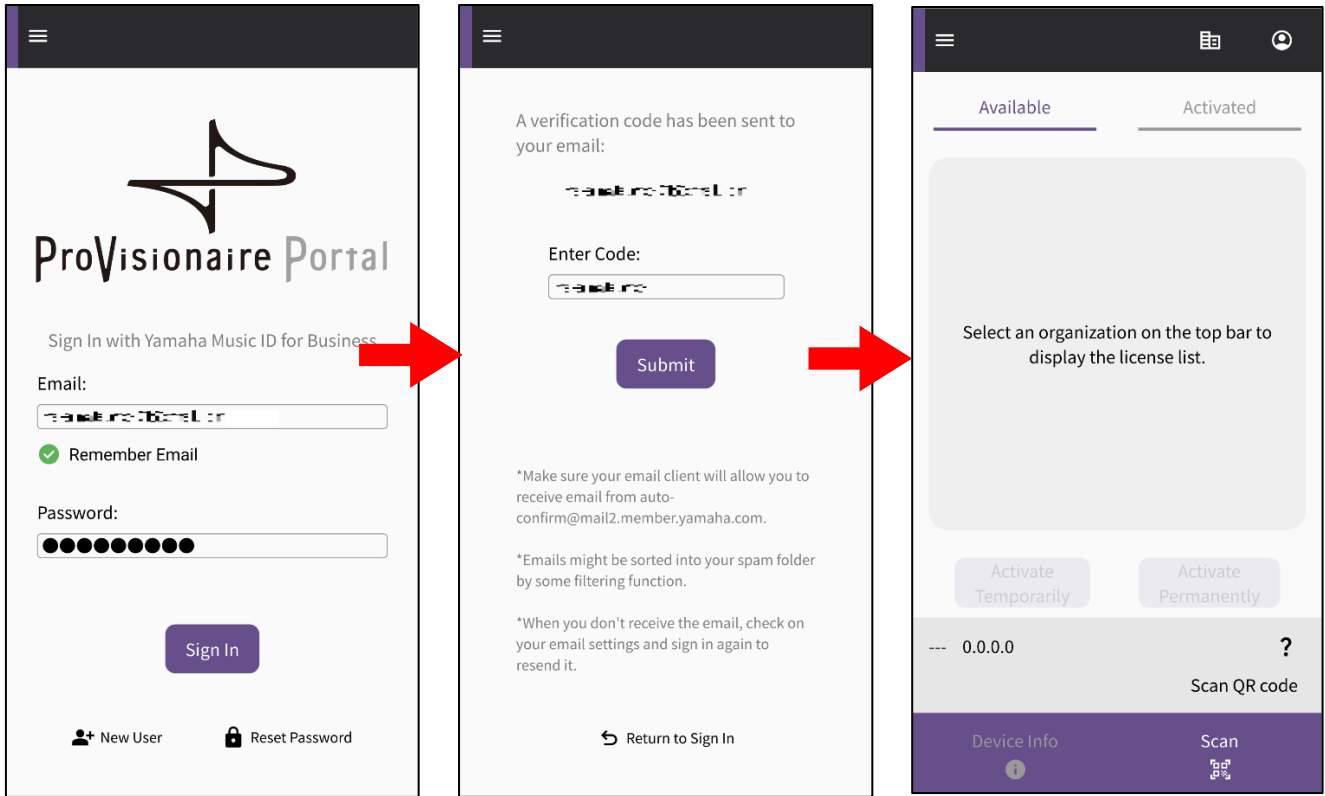 ProVisionaire Portal
Sign In with Yamaha Music ID for Business
Email:
Remember Email
Password:
Sign In
New User
Reset Password
A verification code has been sent to
your email:
Enter Code:
Submit
*Make sure your email client will allow you to
receive email from auto-
confirm@mail2.member.yamaha.com.
*Emails might be sorted into your spam folder
by some filtering function.
*When you don't receive the email, check on
your email settings and sign in again to
resend it.
Return to Sign In
Available
Activated
Select an organization on the top bar to
display the license list.
Activate
Temporarily
Activate
Permanently
--- 0.0.0.0
?
Scan QR code
Device Info
Scan